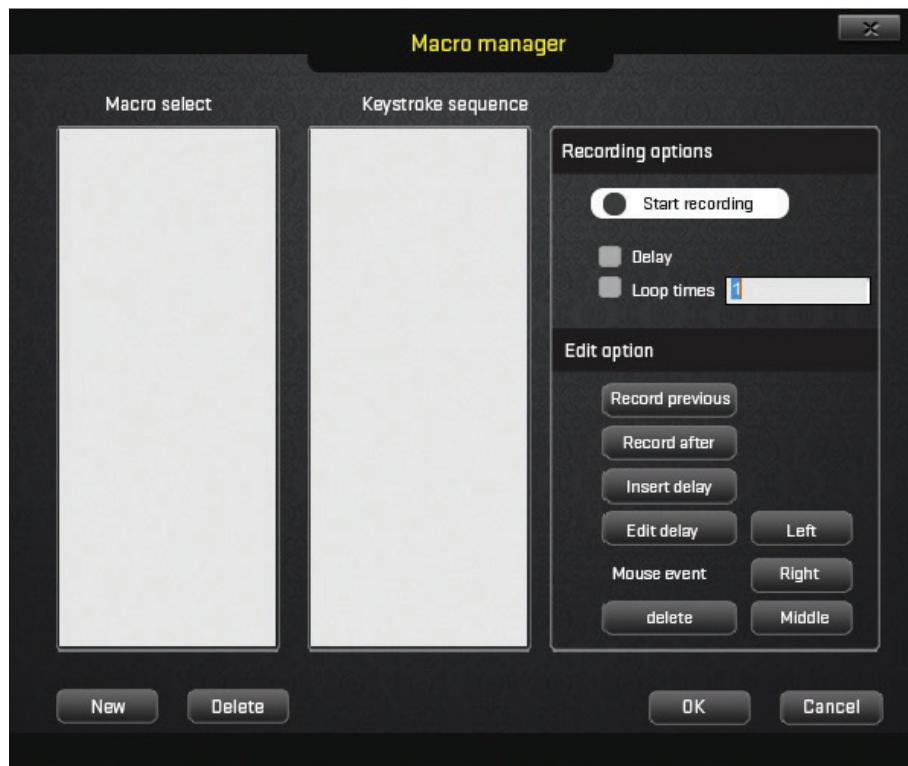 Macro manager
Macro select
Keystroke sequence
Recording options
Start recording
Delay
Loop times 1
Edit option
Record previous
Record after
Insert delay
Edit delay Left
Mouse event Right
delete Middle
New Delete OK Cancel